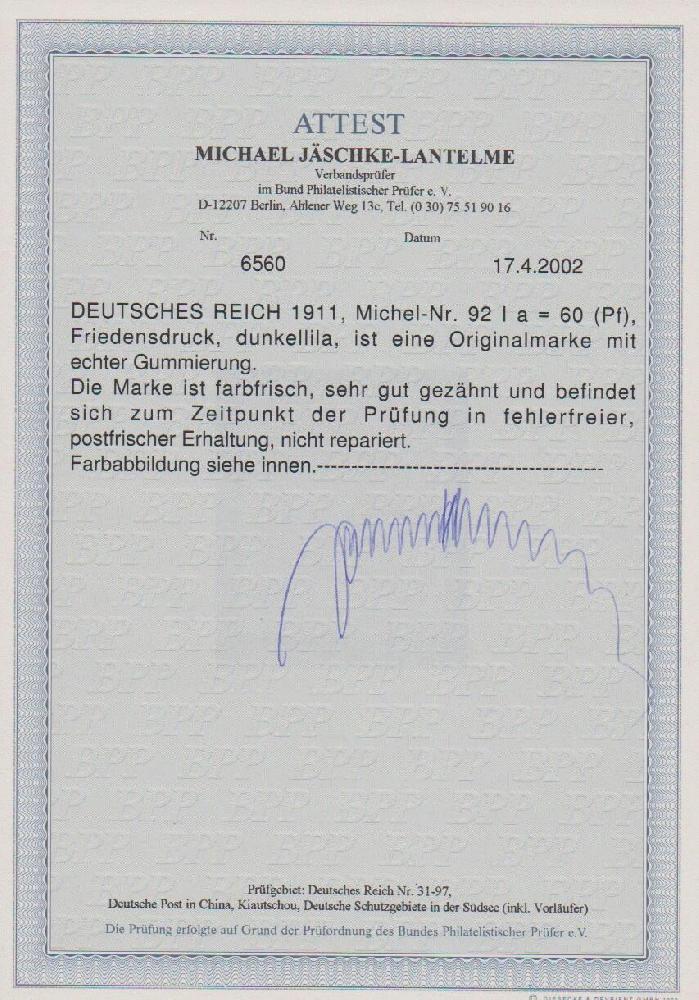 ATTEST
MICHAEL JÄSCHKE-LANTELME
Verbandsprüfer
im Bund Philatelistischer Prüfer e. V.
D-12207 Berlin, Ahlener Weg 13c, Tel. (0 30) 75 51 90 16
Nr. Datum
6560 17.4.2002
DEUTSCHES REICH 1911, Michel-Nr. 92 I a = 60 (Pf),
Friedensdruck, dunkellila, ist eine Originalmarke mit
echter Gummierung.
Die Marke ist farbfrisch, sehr gut gezähnt und befindet
sich zum Zeitpunkt der Prüfung in fehlerfreier,
postfrischer Erhaltung, nicht repariert.
Farbabbildung siehe innen.------------------------------------------
Prüfgebiet: Deutsches Reich Nr. 31-97,
Deutsche Post in China, Kiautschou, Deutsche Schutzgebiete in der Südsee (inkl. Vorläufer)
Die Prüfung erfolgte auf Grund der Prüfordnung des Bundes Philatelistischer Prüfer e.V.